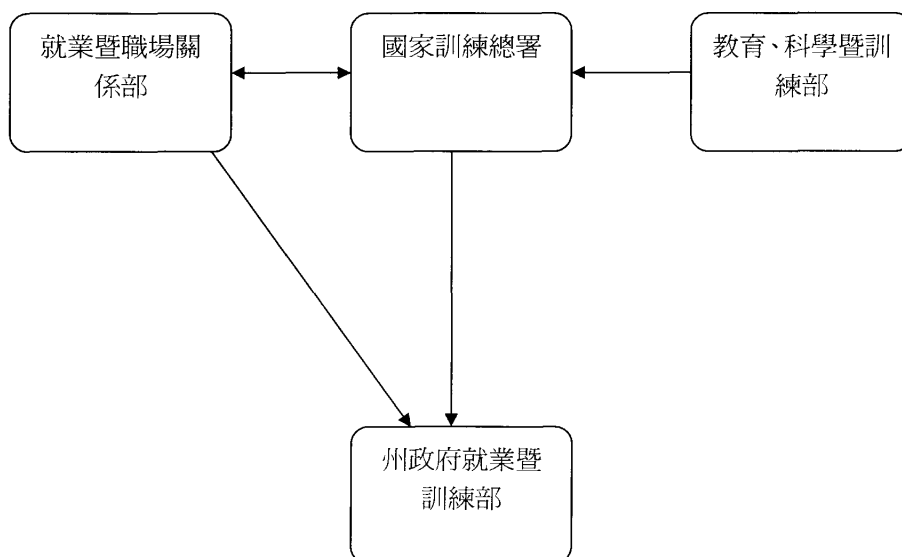 就業暨職場關
係部
國家訓練總署
教育、科學暨訓
練部
州政府就業暨
訓練部